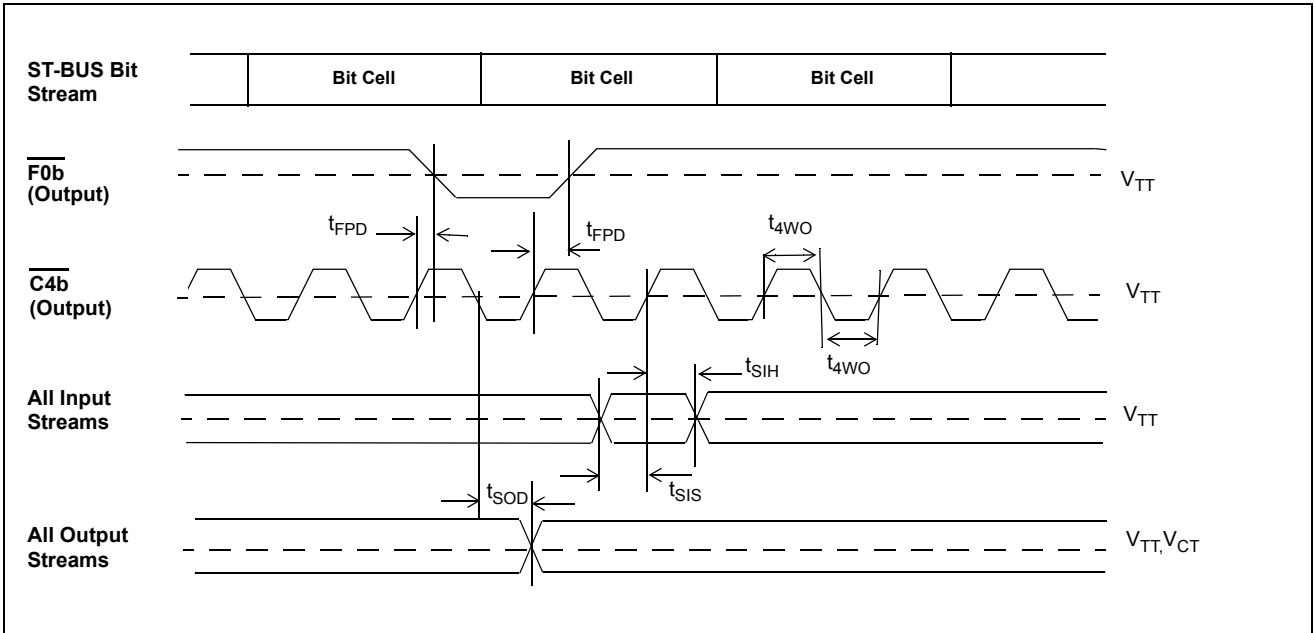 ST-BUS Bit
Stream
Bit Cell
Bit Cell
Bit Cell
F0b
(Output)
VTT
tFPD
tFPD
t4WO
C4b
(Output)
VTT
t4WO
tSIH
All Input
Streams
VTT
tSOD
tSIS
All Output
Streams
VTT,VCT